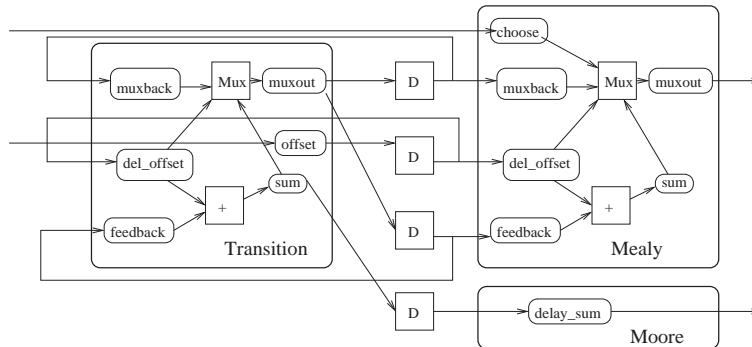 choose
muxback
Mux
muxout
D
muxback
Mux
muxout
offset
D
del_offset
del_offset
sum
sum
+
+
feedback
D
feedback
Transition
Mealy
D
delay_sum
Moore